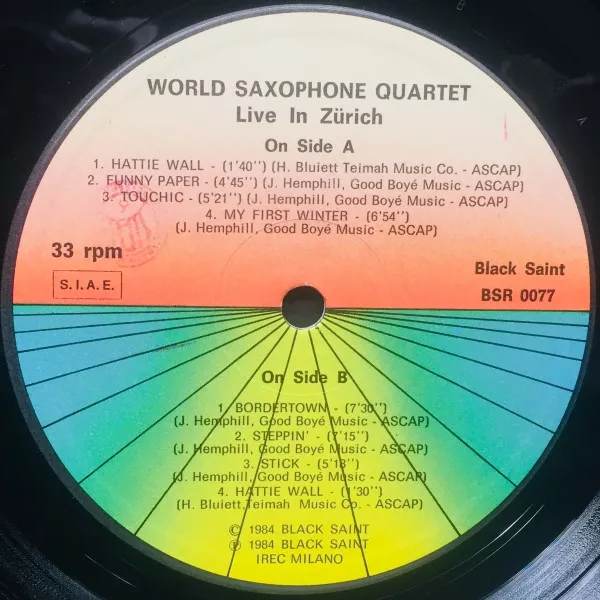 WORLD SAXOPHONE QUARTET
Live In Zürich
On Side A
1. HATTIE WALL - (1'40'') (H. Bluiett Teimah Music Co. - ASCAP)
2. FUNNY PAPER - (4'45'') (J. Hemphill, Good Boyé Music - ASCAP)
3. TOUCHIC - (5'21'') (J. Hemphill, Good Boyé Music - ASCAP)
4. MY FIRST WINTER - (6'54'')
(J. Hemphill, Good Boyé Music - ASCAP)
33 rpm
S.I.A.E.
Black Saint
BSR 0077
On Side B
1. BORDERTOWN - (7'30'')
(J. Hemphill, Good Boyé Music - ASCAP)
2. STEPPIN' - (7'15'')
(J. Hemphill, Good Boyé Music - ASCAP)
3. STICK - (5'13'')
(J. Hemphill, Good Boyé Music - ASCAP)
4. HATTIE WALL - (1'30'')
(H. Bluiett, Teimah Music Co. - ASCAP)
© 1984 BLACK SAINT
℗ 1984 BLACK SAINT
IREC MILANO